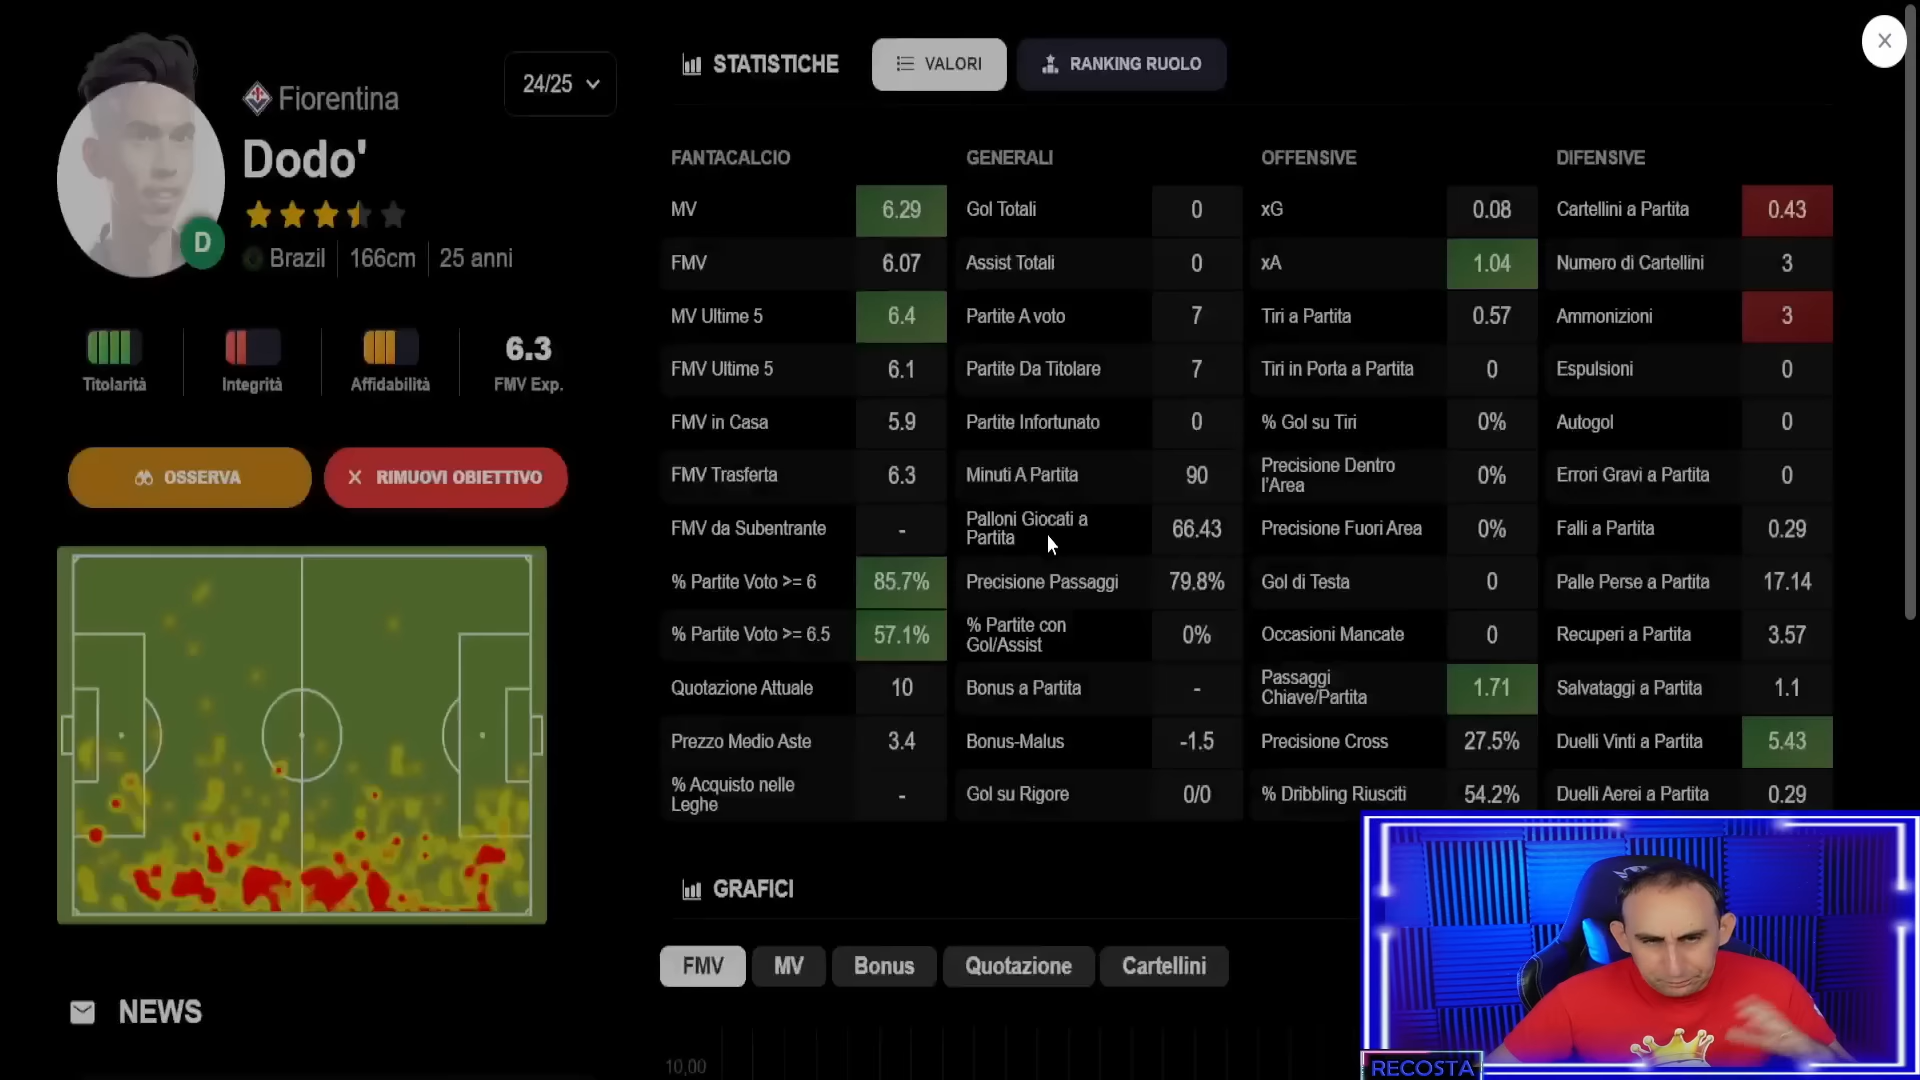 Fiorentina
24/25
Dodo'
D
Brazil
166cm
25 anni
Titolarità
Integrità
Affidabilità
6.3
FMV Exp.
OSSERVA
RIMUOVI OBIETTIVO
NEWS
STATISTICHE
VALORI
RANKING RUOLO
FANTACALCIO
MV 6.29
FMV 6.07
MV Ultime 5 6.4
FMV Ultime 5 6.1
FMV in Casa 5.9
FMV Trasferta 6.3
FMV da Subentrante -
% Partite Voto >= 6 85.7%
% Partite Voto >= 6.5 57.1%
Quotazione Attuale 10
Prezzo Medio Aste 3.4
% Acquisto nelle
Leghe -
GENERALI
Gol Totali 0
Assist Totali 0
Partite A voto 7
Partite Da Titolare 7
Partite Infortunato 0
Minuti A Partita 90
Palloni Giocati a
Partita 66.43
Precisione Passaggi 79.8%
% Partite con
Gol/Assist 0%
Bonus a Partita -
Bonus-Malus -1.5
Gol su Rigore 0/0
OFFENSIVE
xG 0.08
xA 1.04
Tiri a Partita 0.57
Tiri in Porta a Partita 0
% Gol su Tiri 0%
Precisione Dentro
l'Area 0%
Precisione Fuori Area 0%
Gol di Testa 0
Occasioni Mancate 0
Passaggi
Chiave/Partita 1.71
Precisione Cross 27.5%
% Dribbling Riusciti 54.2%
DIFENSIVE
Cartellini a Partita 0.43
Numero di Cartellini 3
Ammonizioni 3
Espulsioni 0
Autogol 0
Errori Gravi a Partita 0
Falli a Partita 0.29
Palle Perse a Partita 17.14
Recuperi a Partita 3.57
Salvataggi a Partita 1.1
Duelli Vinti a Partita 5.43
Duelli Aerei a Partita 0.29
GRAFICI
FMV
MV
Bonus
Quotazione
Cartellini
10,00
RECOSTA